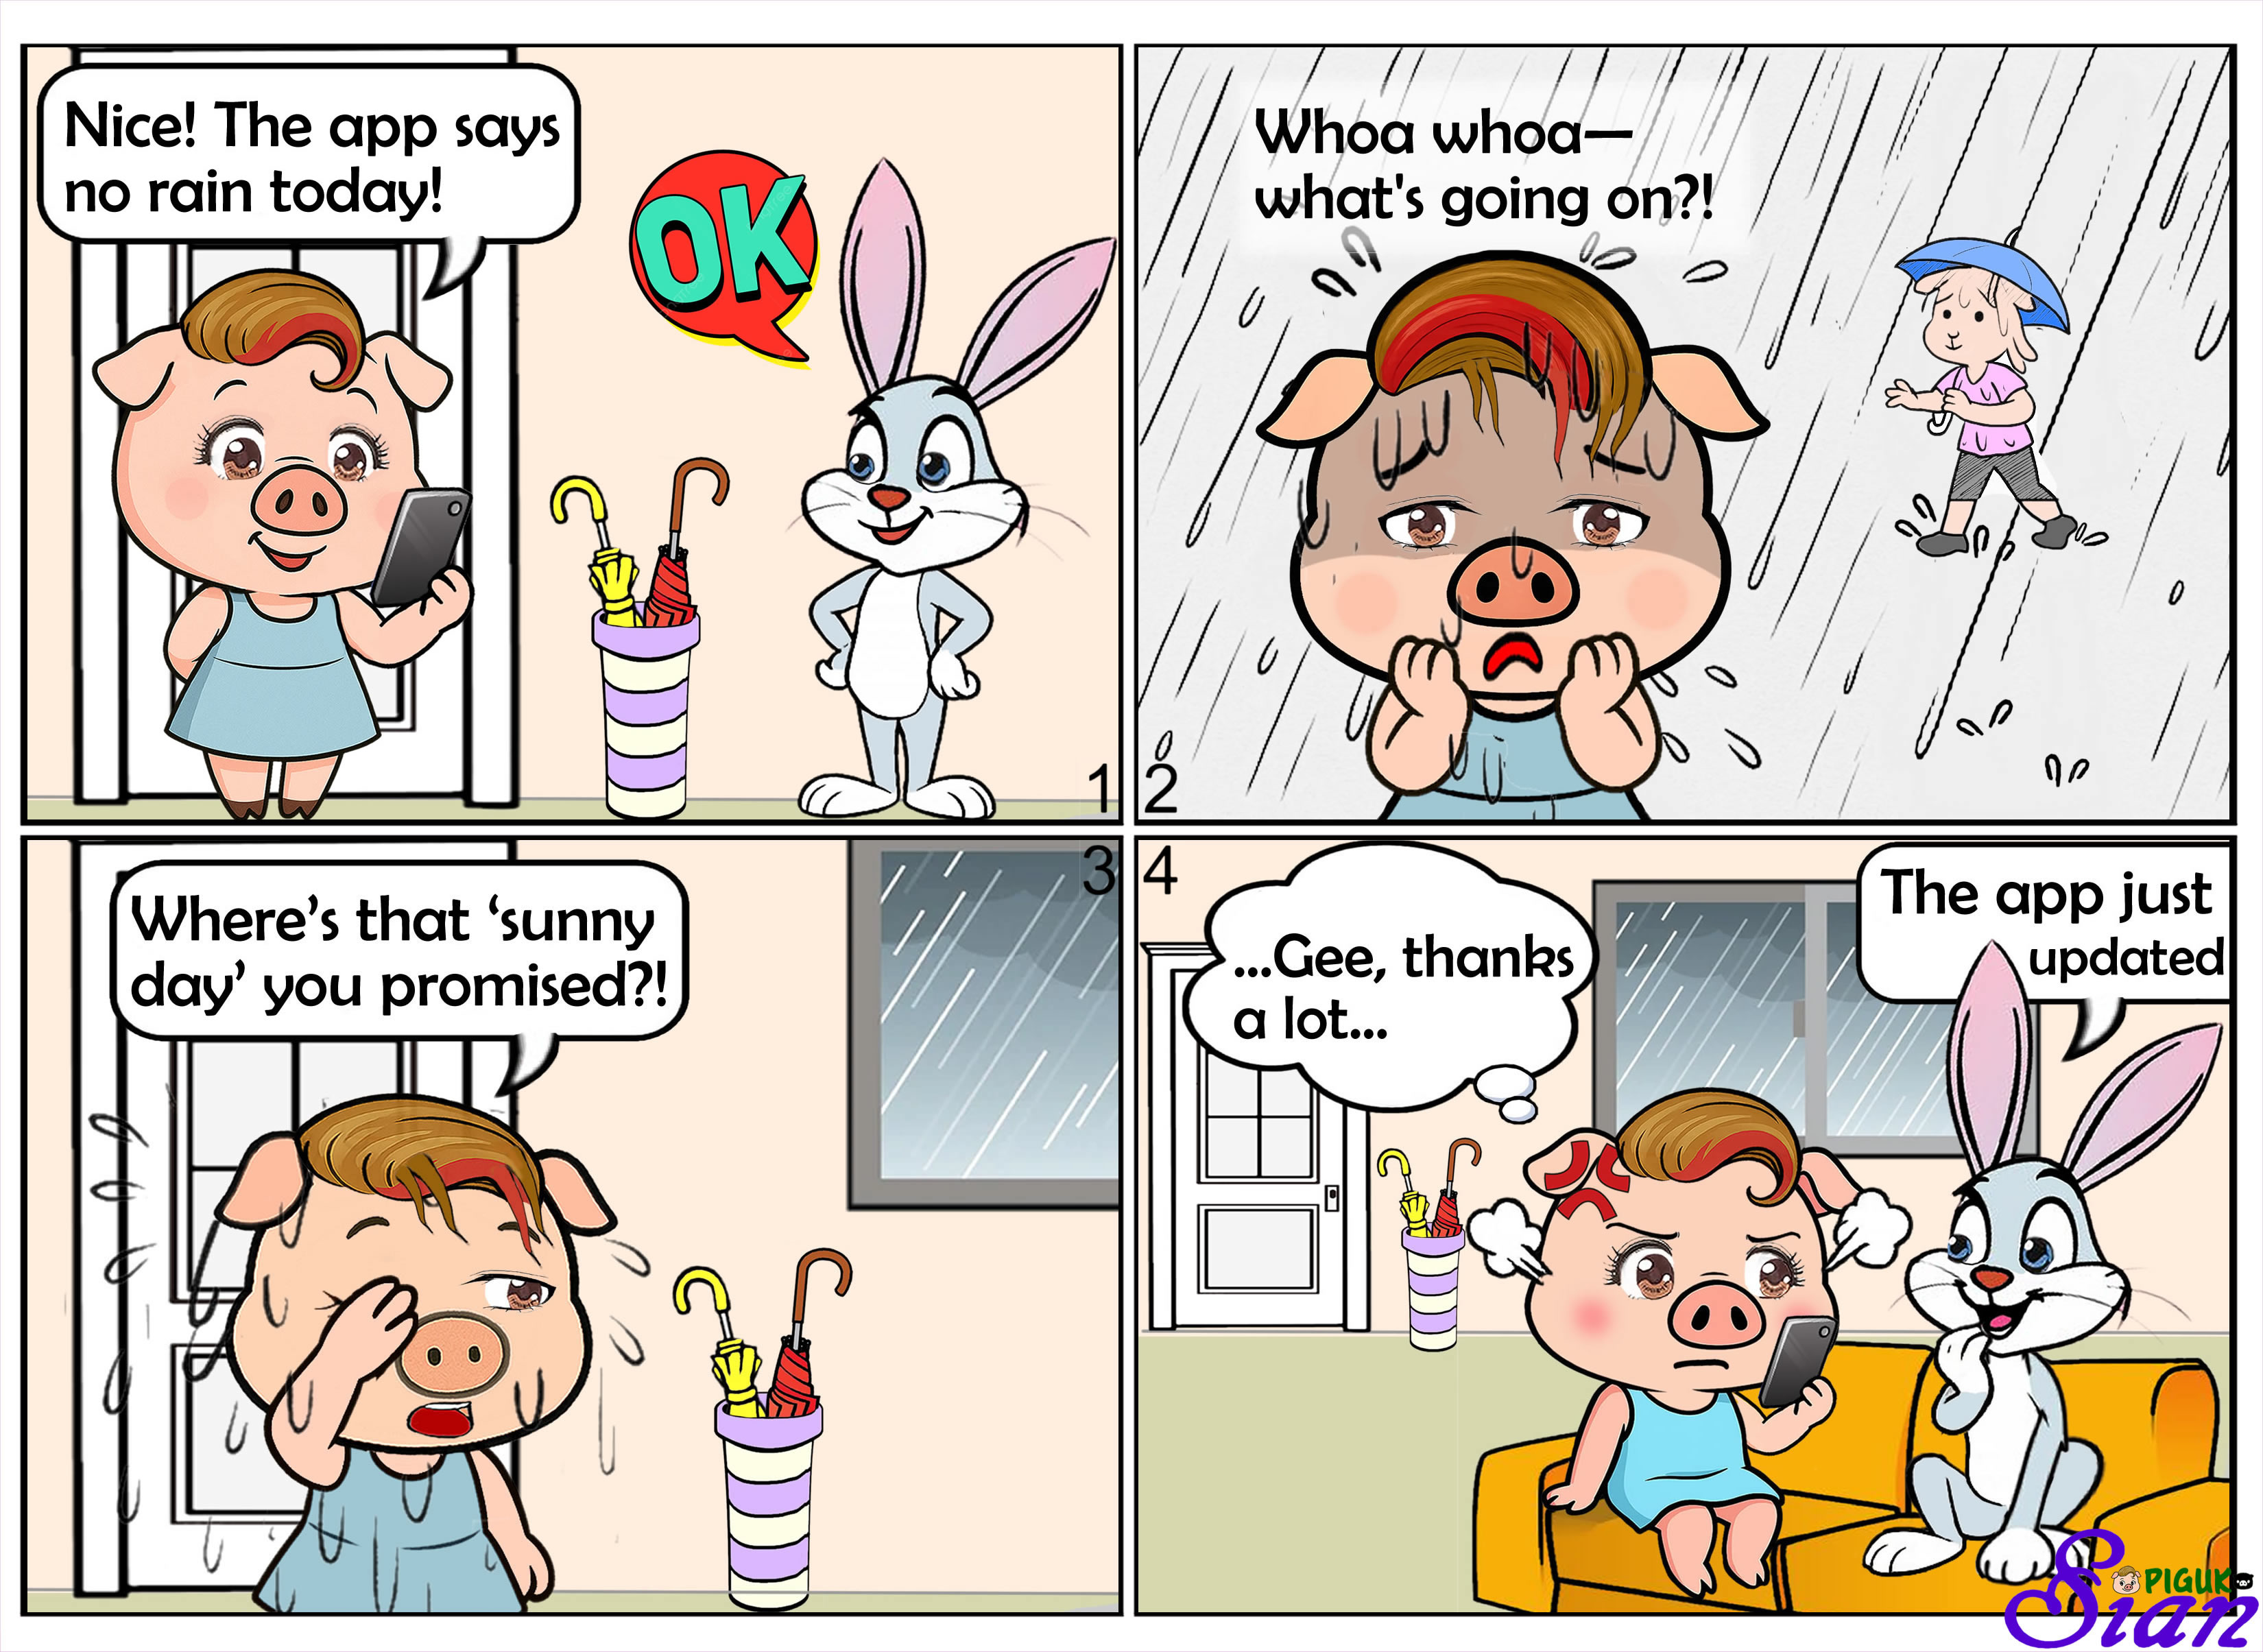 Nice! The app says
no rain today!
OK
1
Whoa whoa—
what's going on?!
2
Where’s that ‘sunny
day’ you promised?!
3
4
...Gee, thanks
a lot...
The app just
updated
PIGUK
Sian